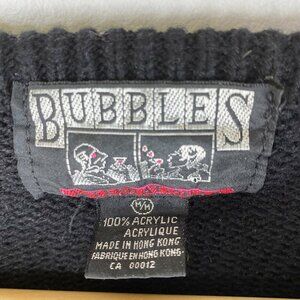 BUBBLES
M/M
100% ACRYLIC
ACRYLIQUE
MADE IN HONG KONG
FABRIQUE EN HONG KONG
CA 00012